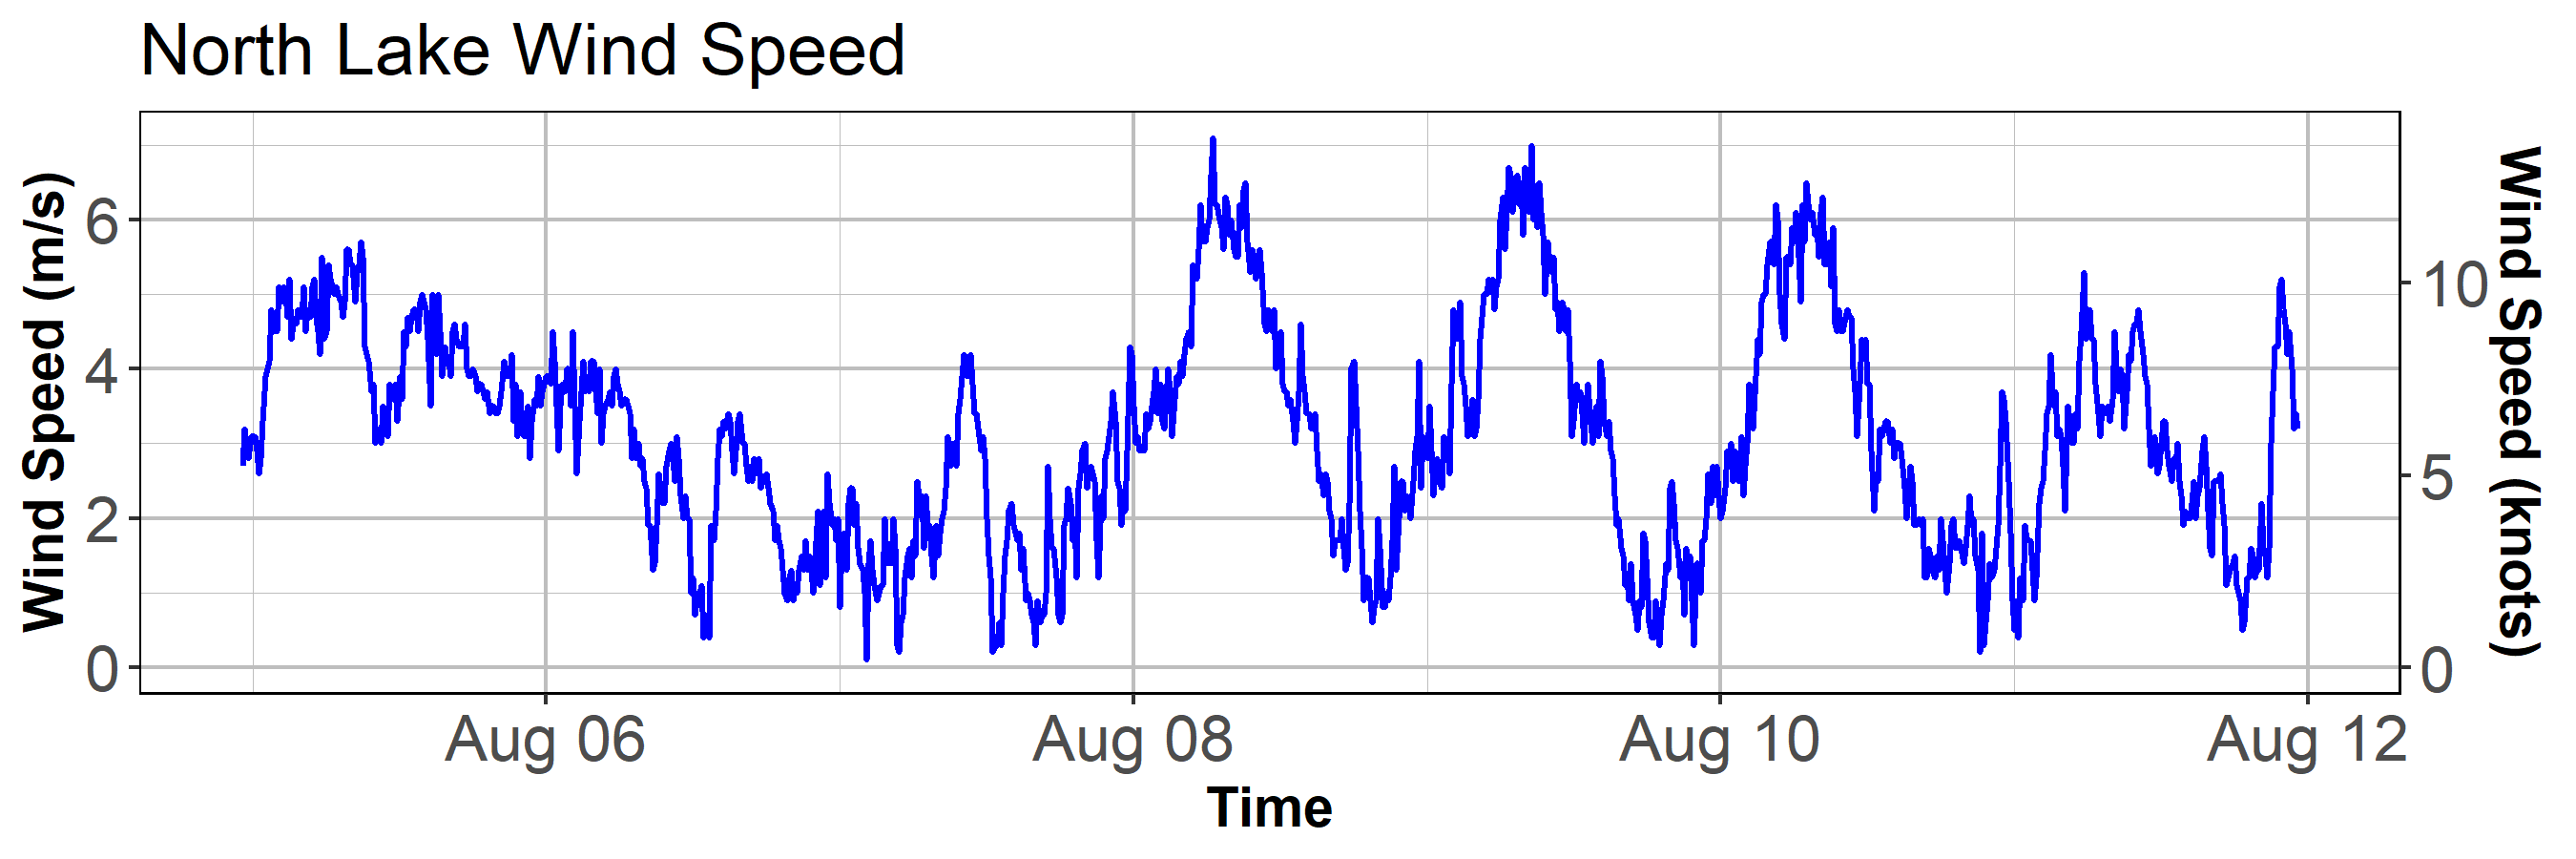 North Lake Wind Speed
Wind Speed (m/s)
6
4
2
0
10
5
0
Wind Speed (knots)
Aug 06
Aug 08
Aug 10
Aug 12
Time